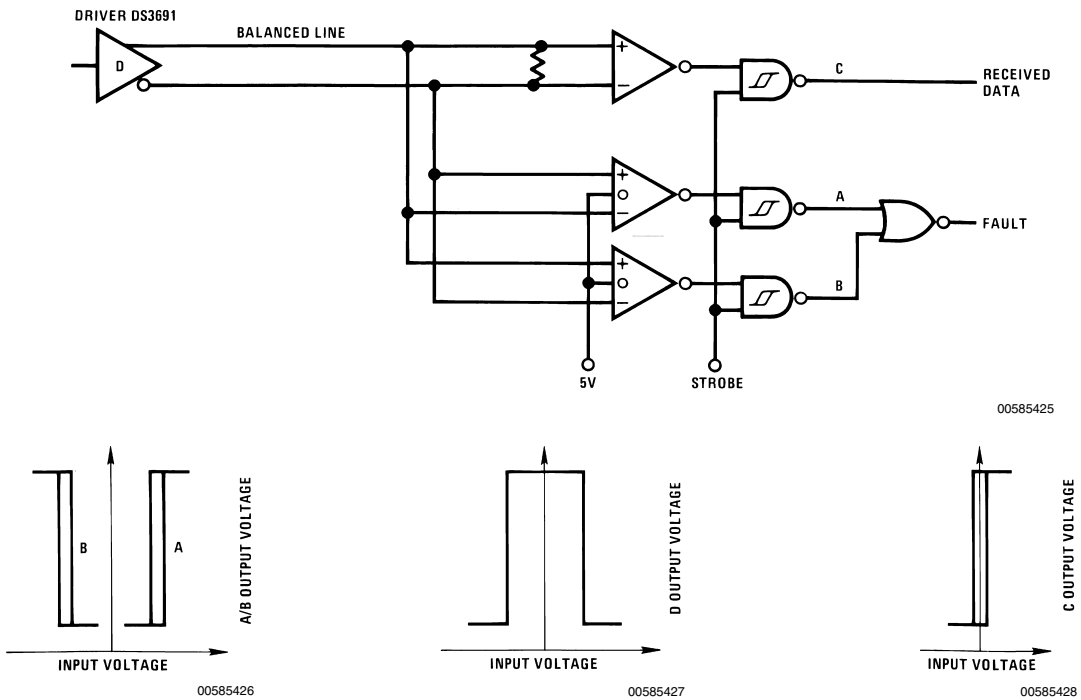 DRIVER DS3691
BALANCED LINE
D
+
−
C
RECEIVED
DATA
+
−
A
FAULT
+
−
B
5V
STROBE
00585425
B
A
A/B OUTPUT VOLTAGE
INPUT VOLTAGE
00585426
D OUTPUT VOLTAGE
INPUT VOLTAGE
00585427
C OUTPUT VOLTAGE
INPUT VOLTAGE
00585428